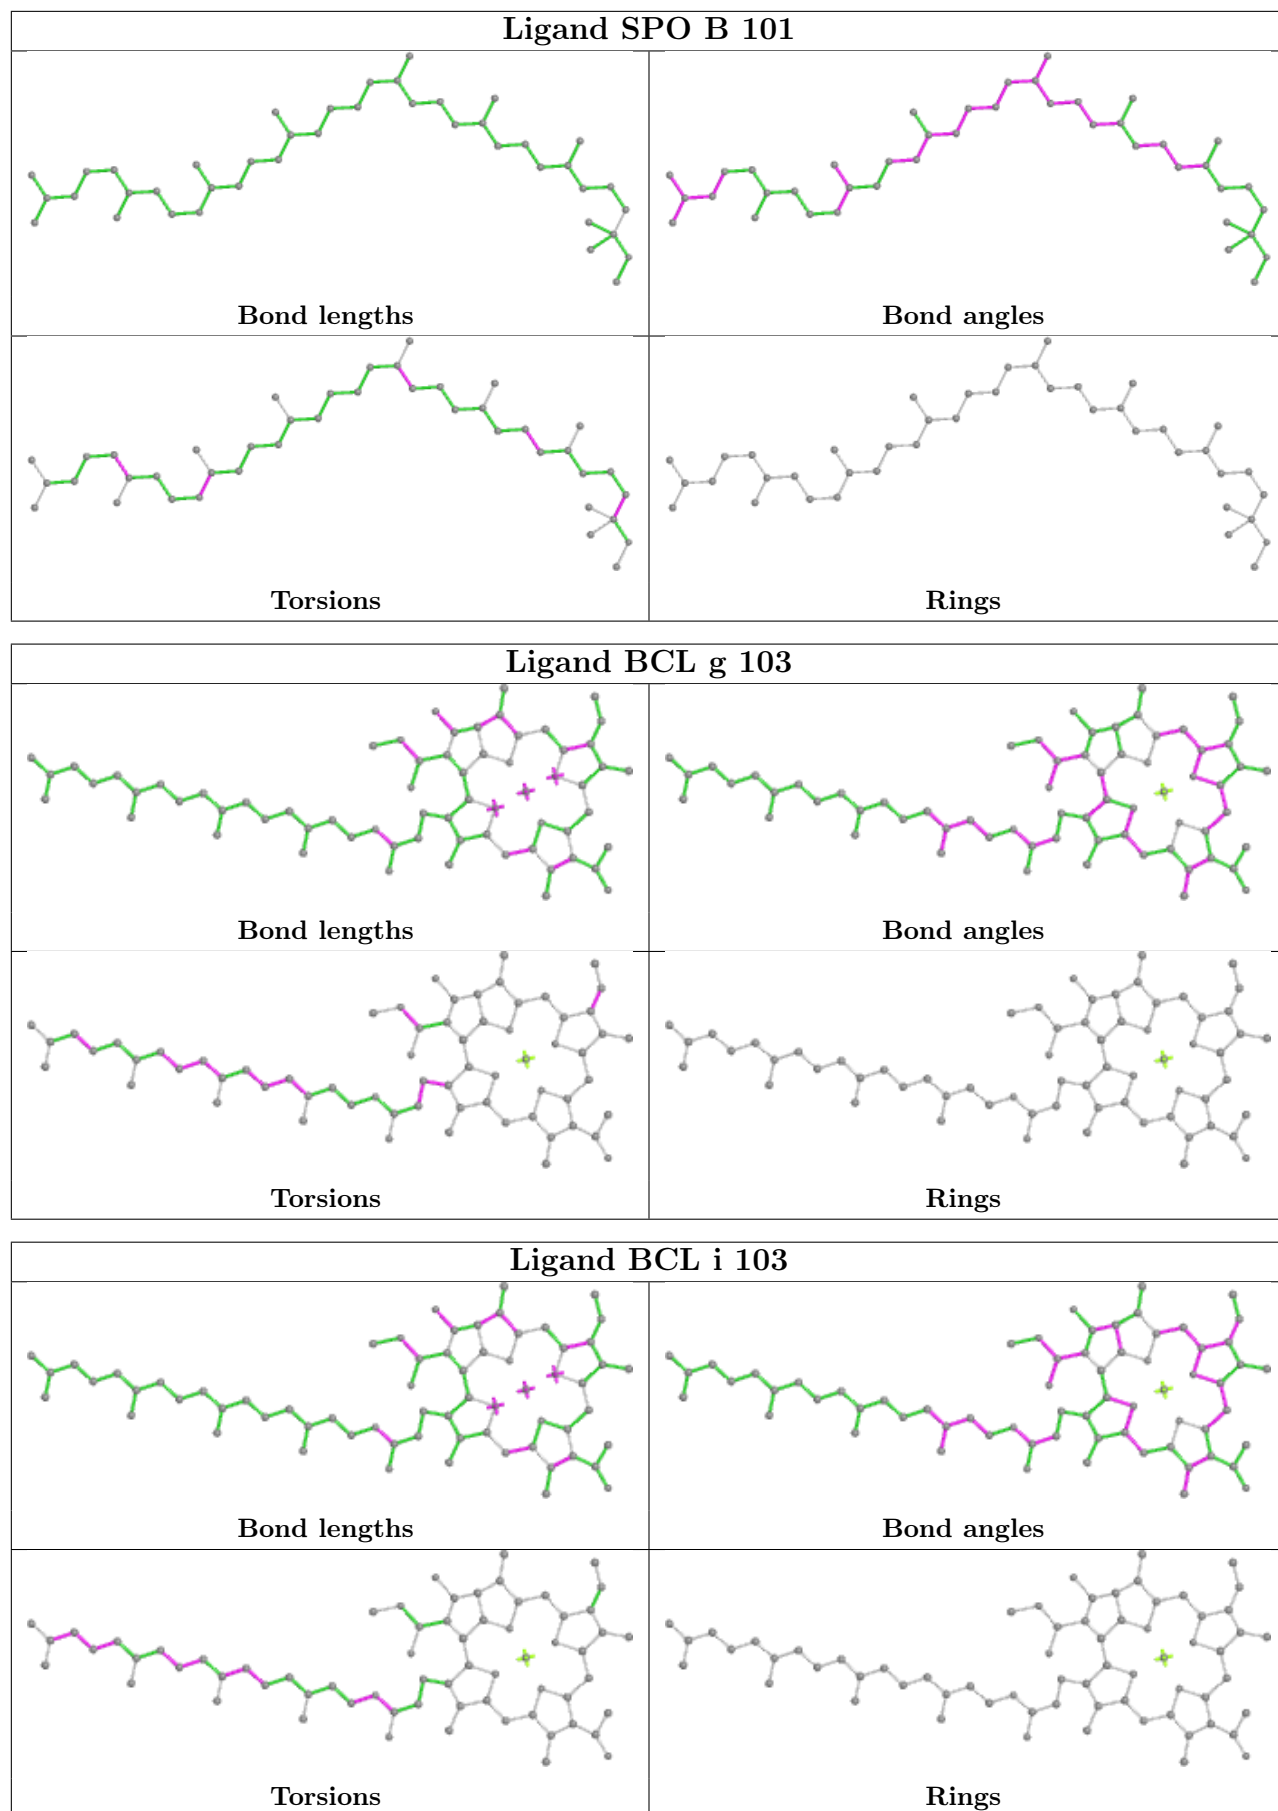 Ligand SPO B 101
Bond lengths
Bond angles
Torsions
Rings
Ligand BCL g 103
Bond lengths
Bond angles
Torsions
Rings
Ligand BCL i 103
Bond lengths
Bond angles
Torsions
Rings